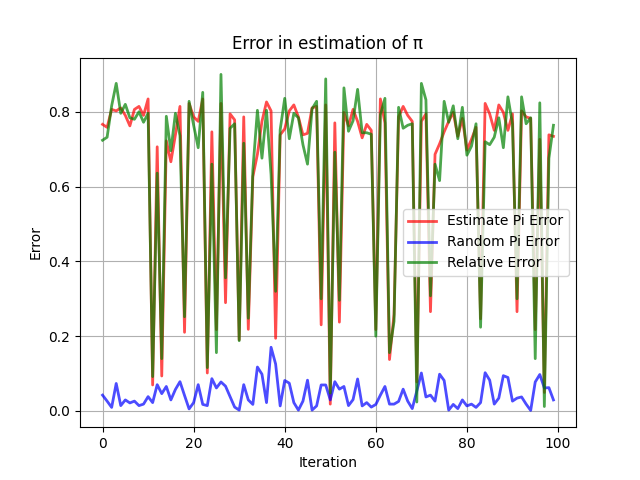 Error in estimation of π
Error
0.8
0.6
0.4
0.2
0.0
Estimate Pi Error
Random Pi Error
Relative Error
0
20
40
60
80
100
Iteration